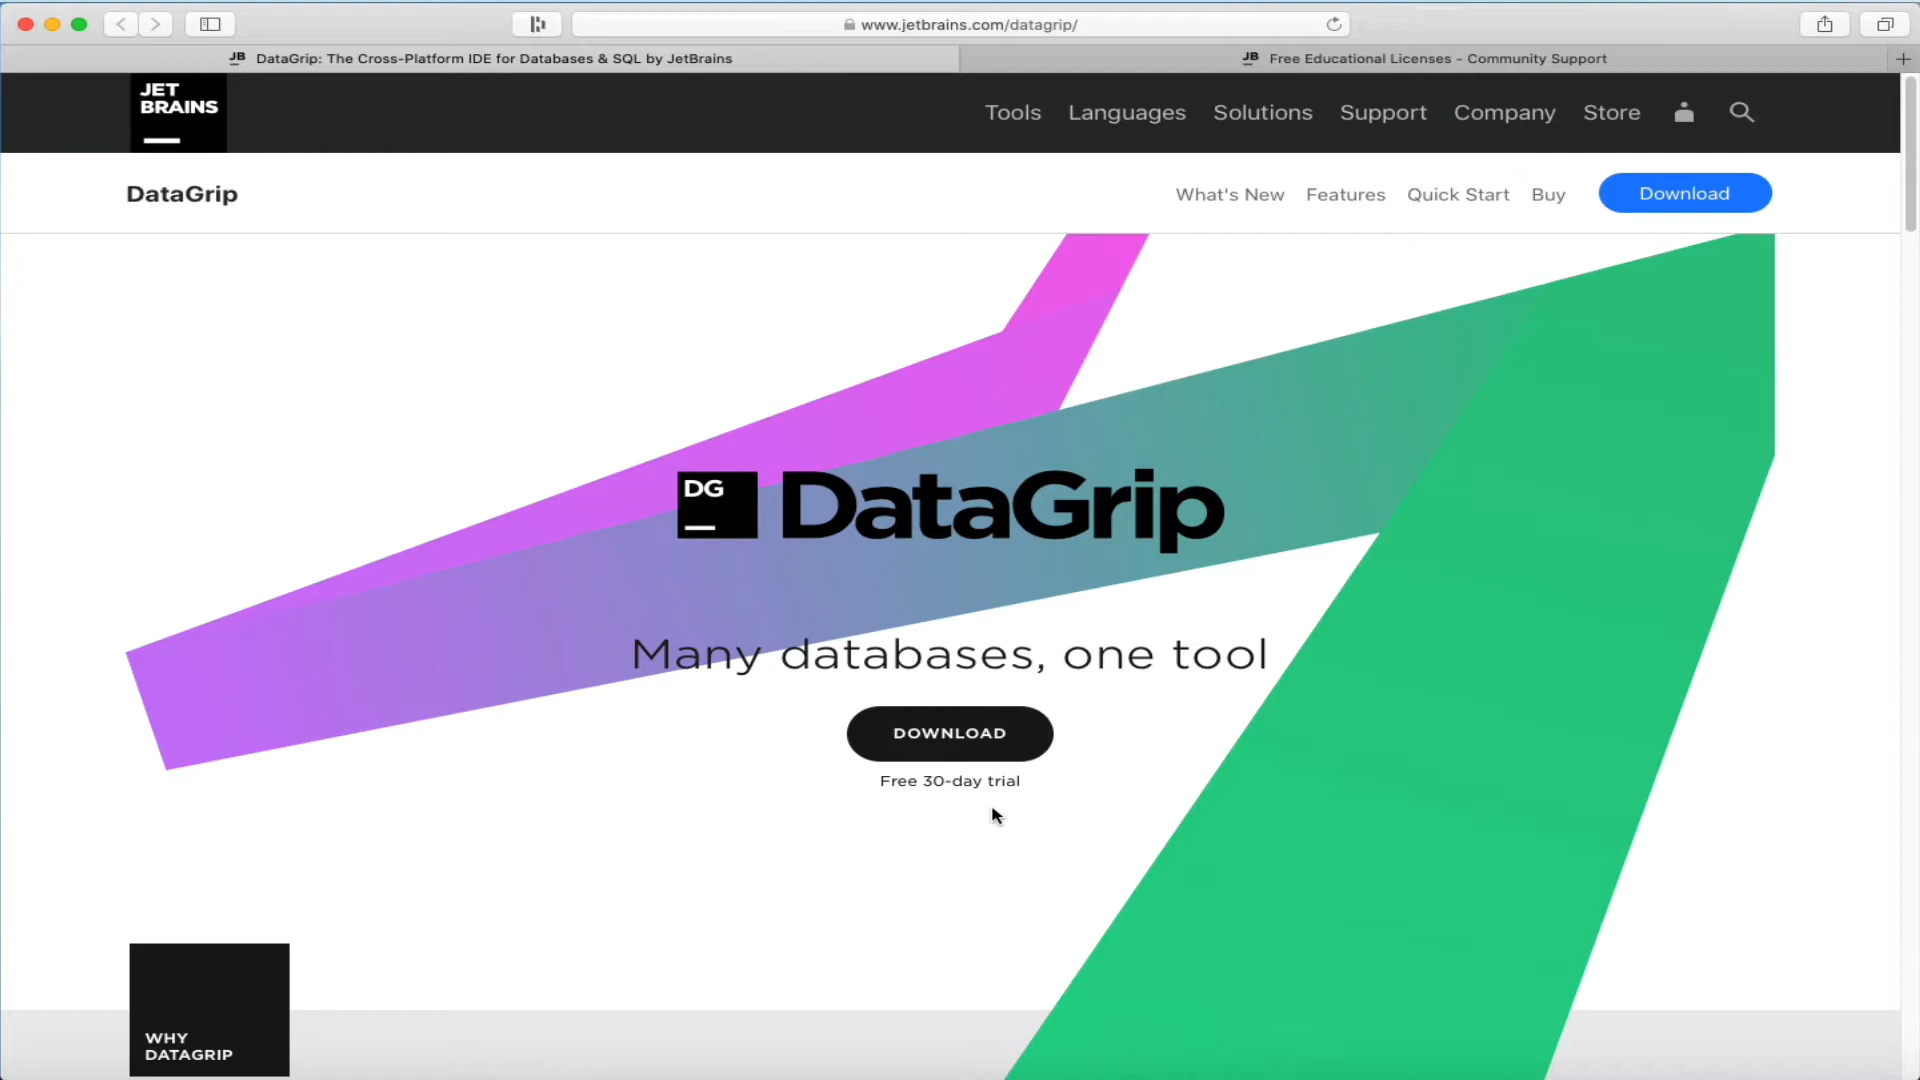 www.jetbrains.com/datagrip/
JB DataGrip: The Cross-Platform IDE for Databases & SQL by JetBrains
JB Free Educational Licenses – Community Support
JET
BRAINS
Tools Languages Solutions Support Company Store
DataGrip
What's New Features Quick Start Buy Download
DG DataGrip
Many databases, one tool
DOWNLOAD
Free 30-day trial
WHY
DATAGRIP